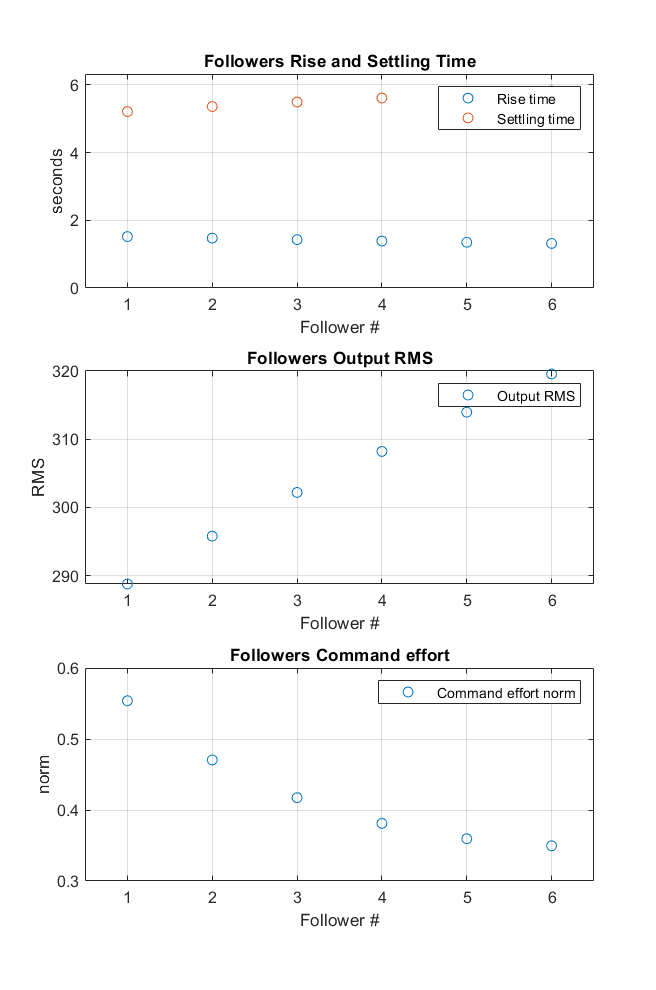 Followers Rise and Settling Time
6
4
2
0
seconds
Rise time
Settling time
1 2 3 4 5 6
Follower #
Followers Output RMS
320
310
300
290
RMS
Output RMS
1 2 3 4 5 6
Follower #
Followers Command effort
0.6
0.5
0.4
0.3
norm
Command effort norm
1 2 3 4 5 6
Follower #